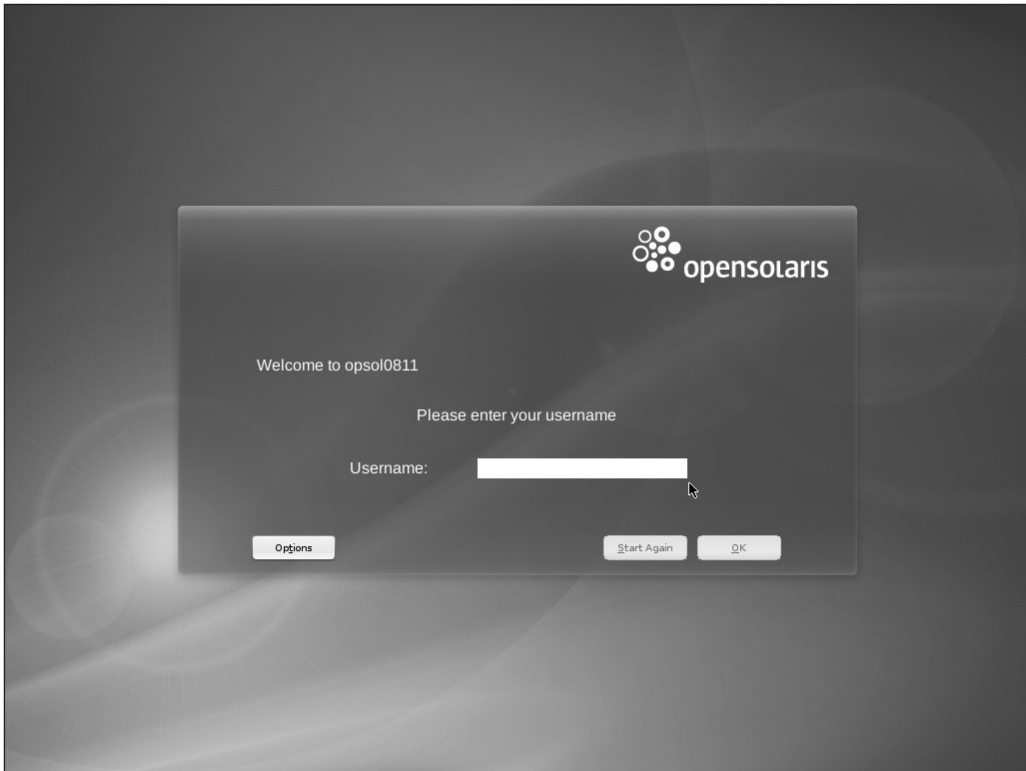 opensolaris
Welcome to opsol0811
Please enter your username
Username:
Options
Start Again
OK